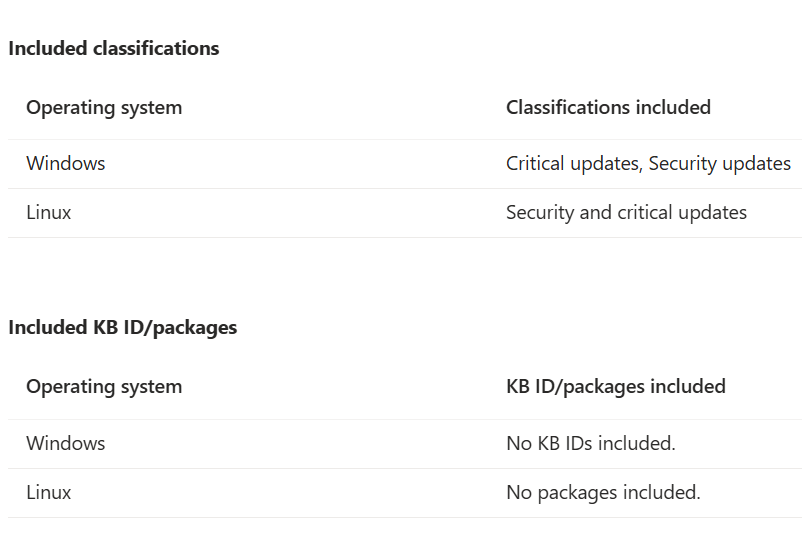 Included classifications
Operating system Classifications included
Windows Critical updates, Security updates
Linux Security and critical updates
Included KB ID/packages
Operating system KB ID/packages included
Windows No KB IDs included.
Linux No packages included.